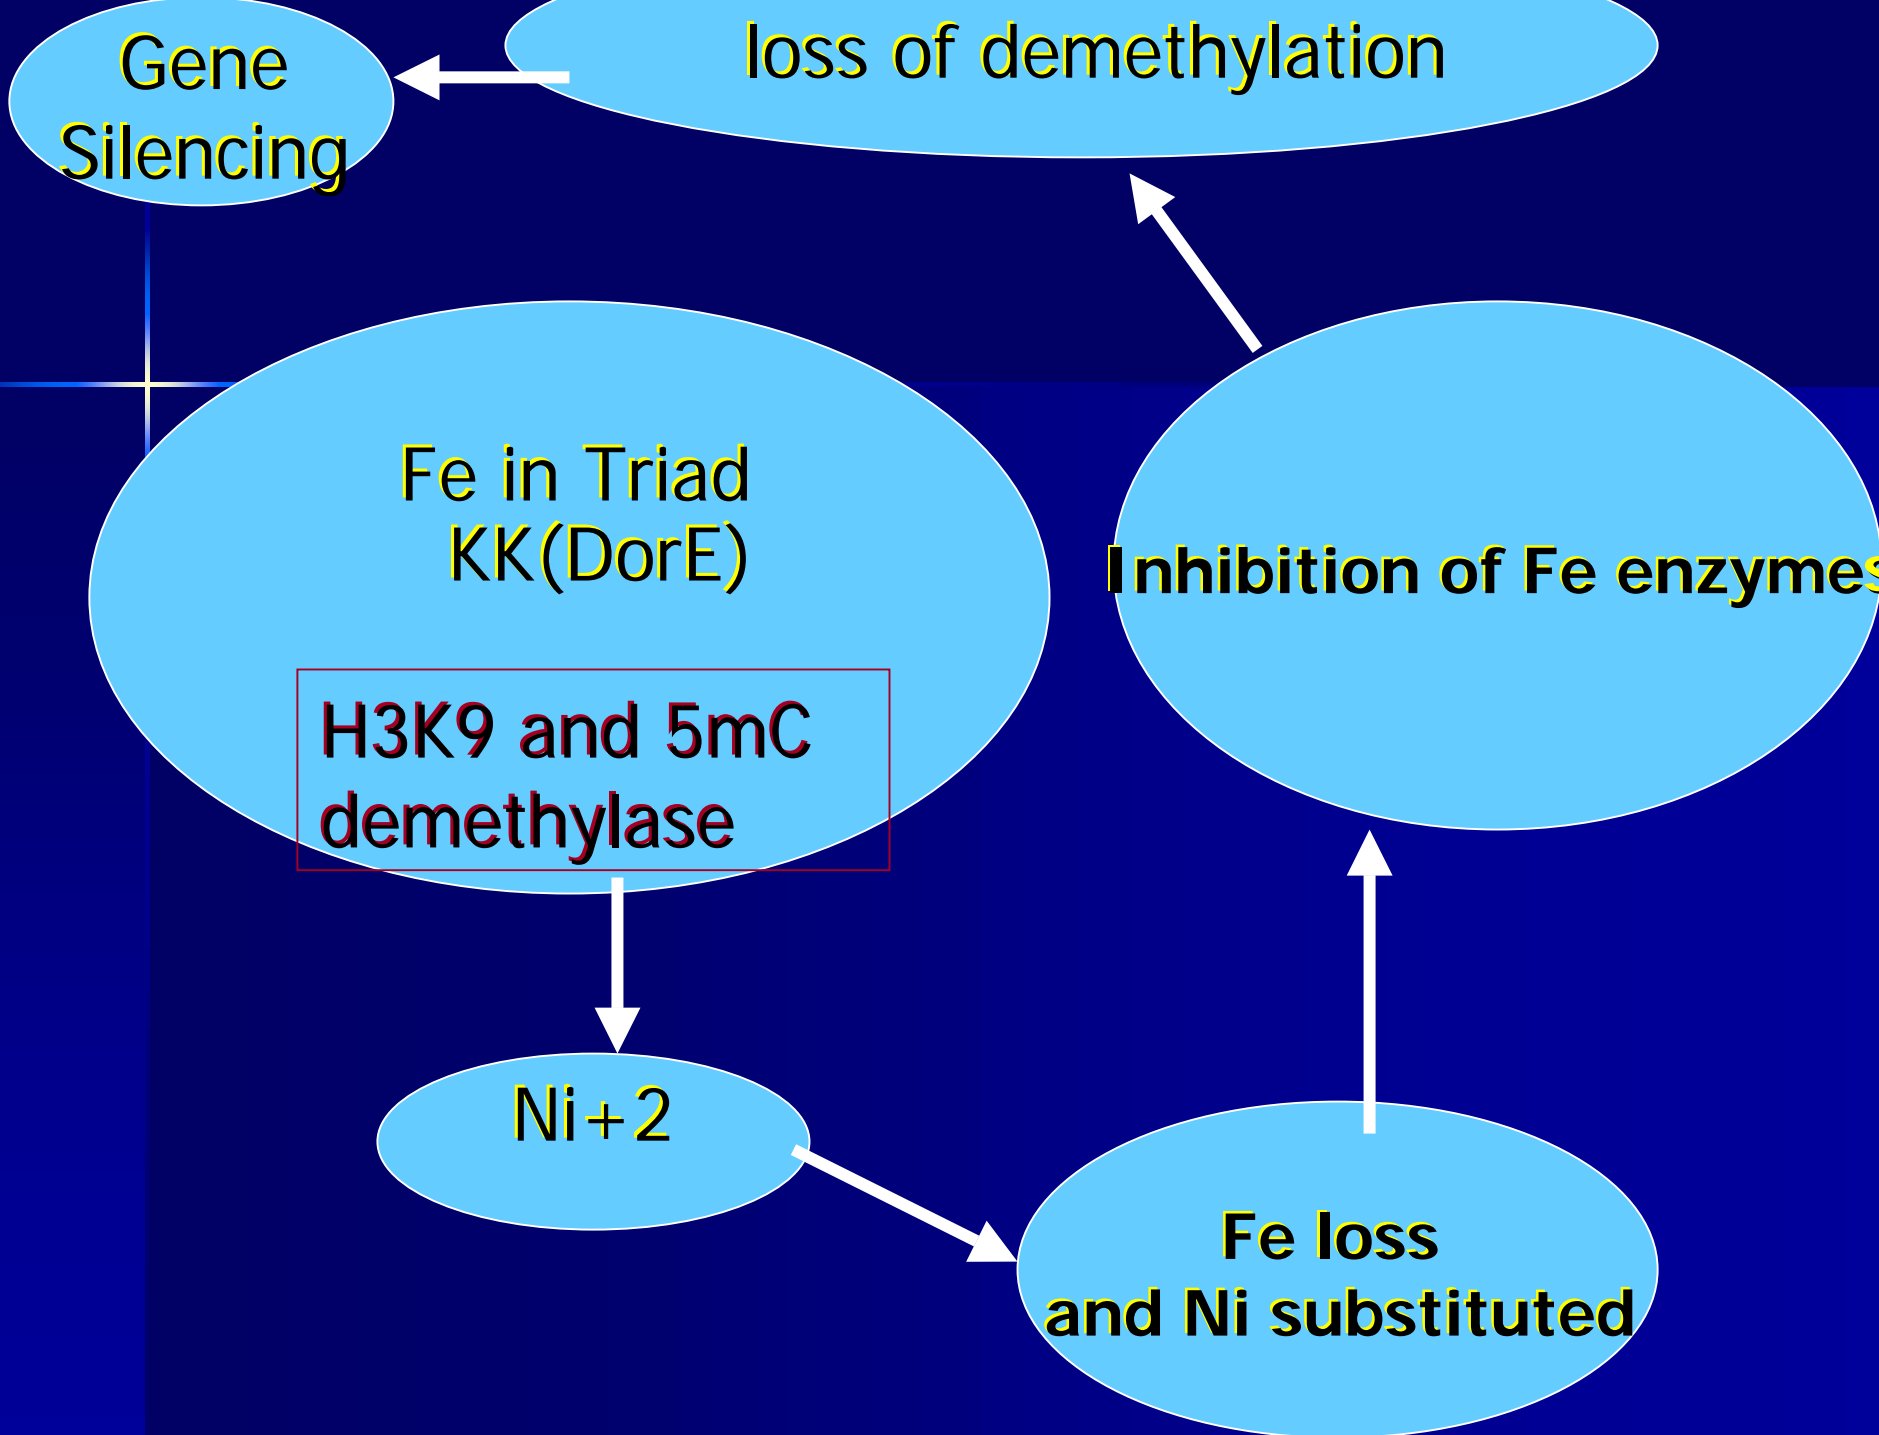 Gene
Silencing
loss of demethylation
Fe in Triad
KK(DorE)
H3K9 and 5mC
demethylase
Inhibition of Fe enzymes
Ni+2
Fe loss
and Ni substituted